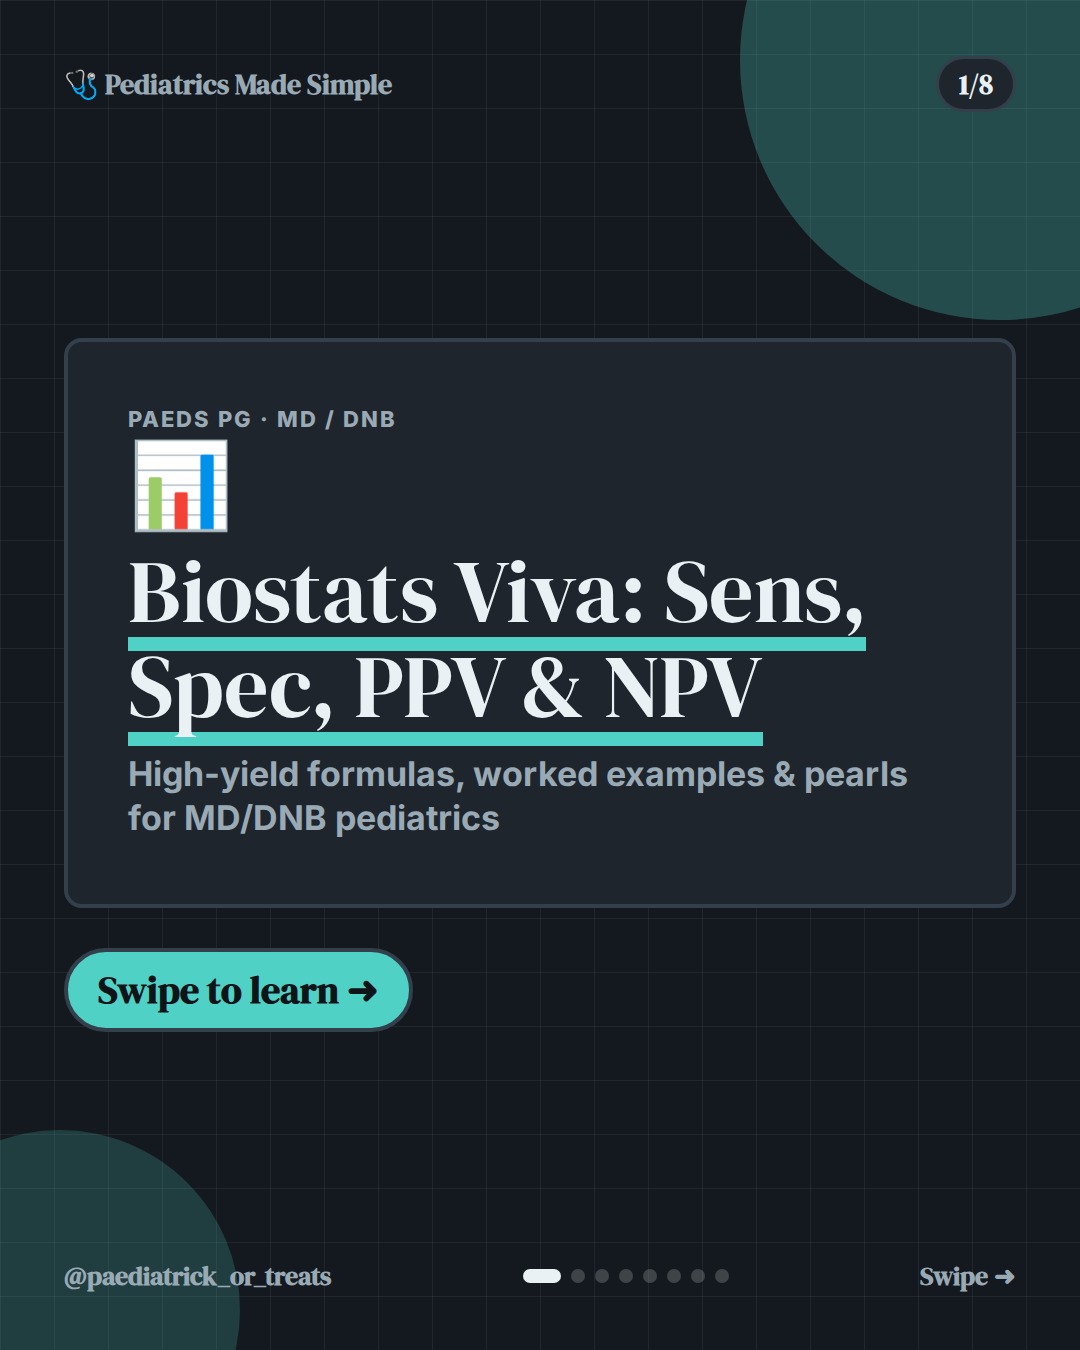 🩺 Pediatrics Made Simple
1/8
PAEDS PG · MD / DNB
Biostats Viva: Sens,
Spec, PPV & NPV
High-yield formulas, worked examples & pearls
for MD/DNB pediatrics
Swipe to learn ➜
@paediatrick_or_treats
Swipe ➜